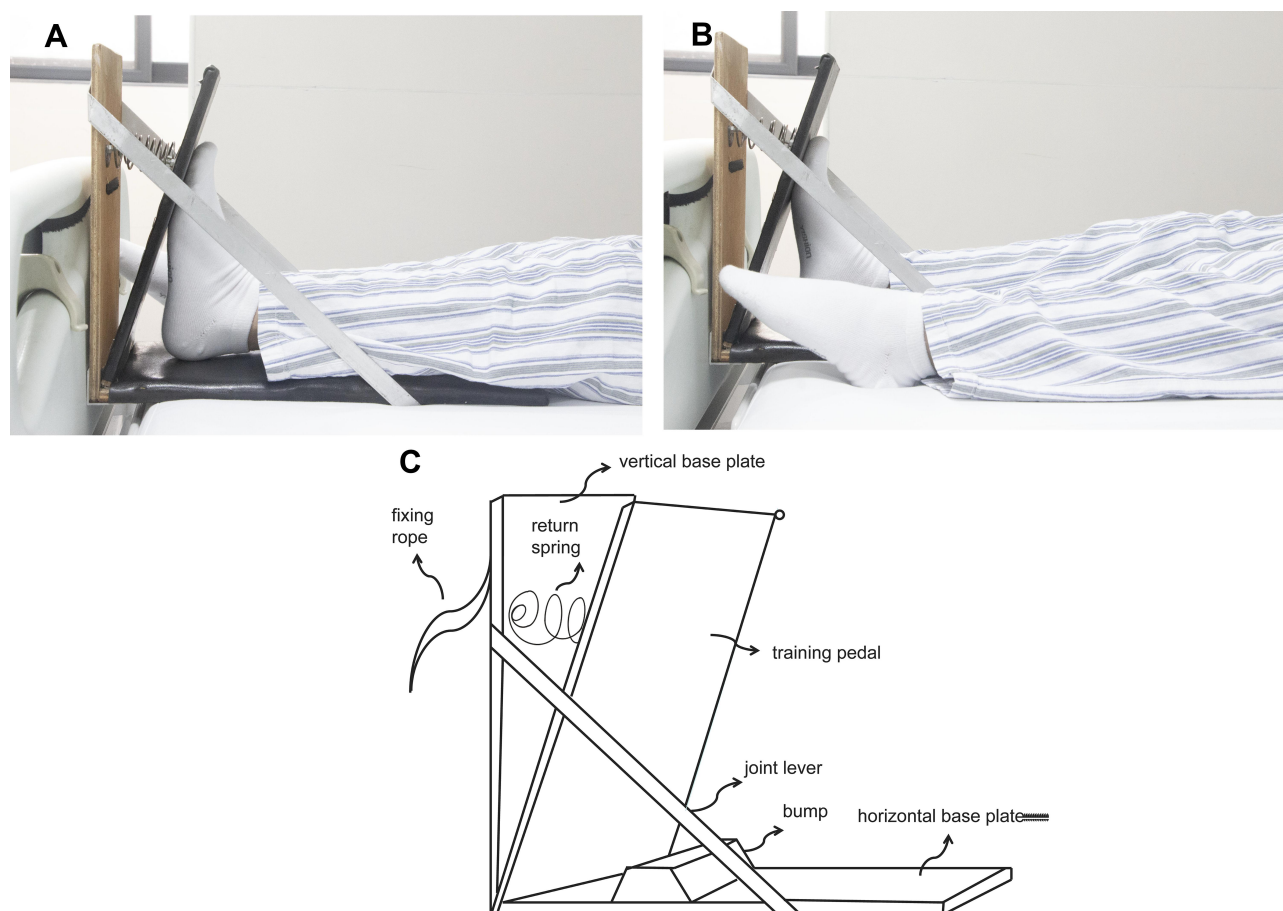 A
B
C
vertical base plate
fixing
rope
return
spring
training pedal
joint lever
bump
horizontal base plate